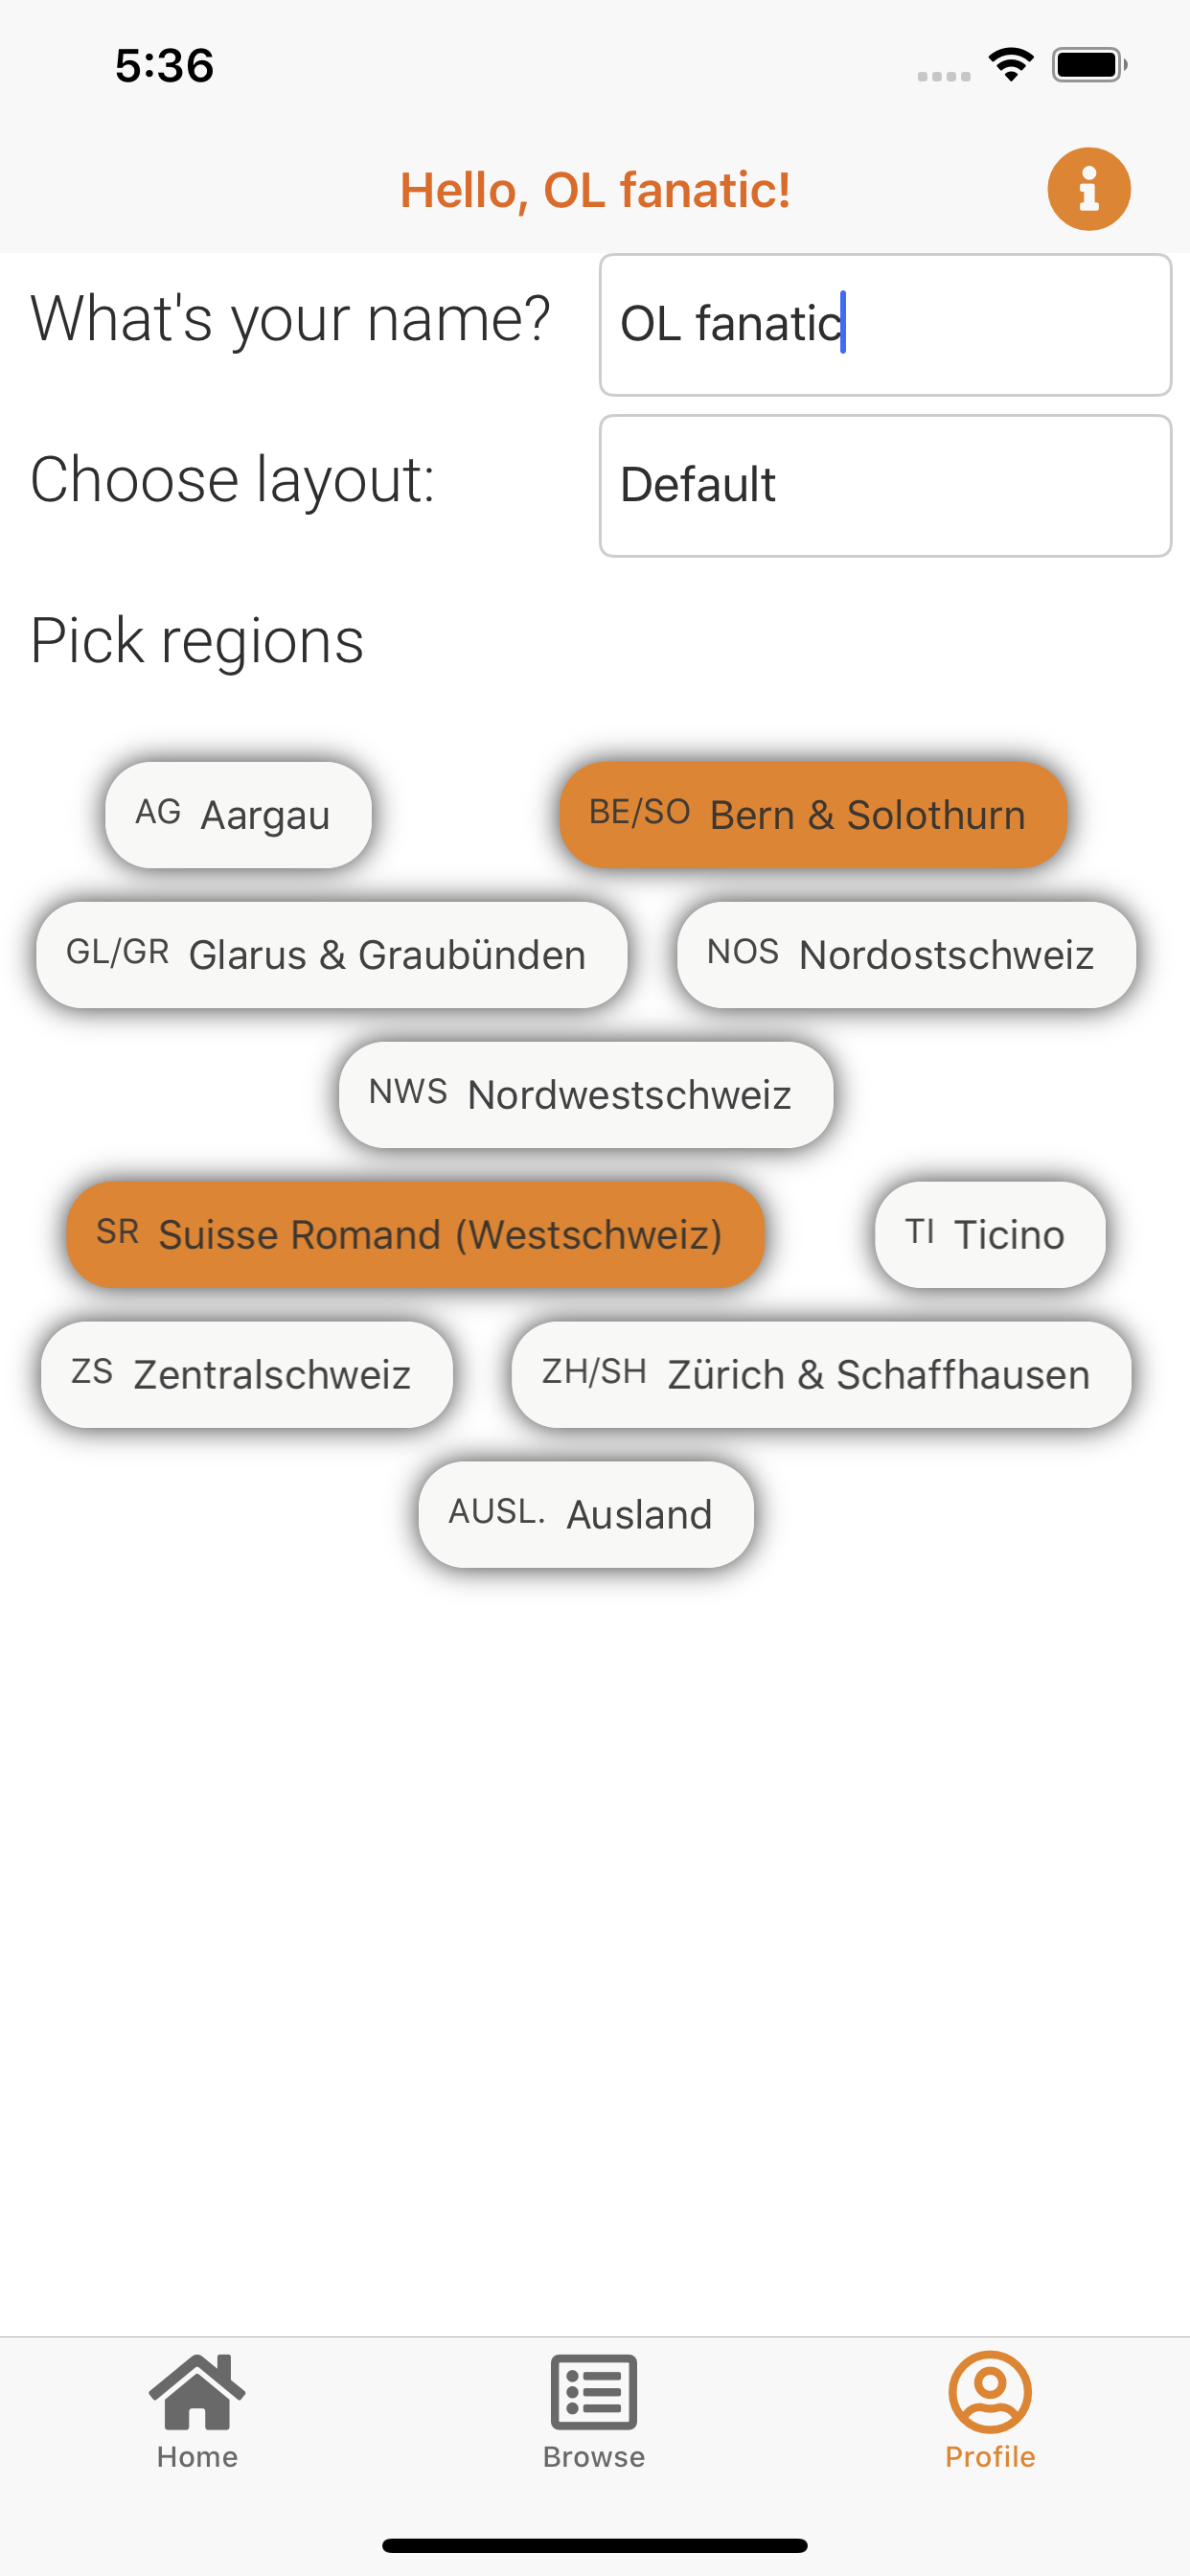 5:36
Hello, OL fanatic!
What's your name? OL fanatic
Choose layout: Default
Pick regions
AG Aargau BE/SO Bern & Solothurn
GL/GR Glarus & Graubünden NOS Nordostschweiz
NWS Nordwestschweiz
SR Suisse Romand (Westschweiz) TI Ticino
ZS Zentralschweiz ZH/SH Zürich & Schaffhausen
AUSL. Ausland
Home Browse Profile